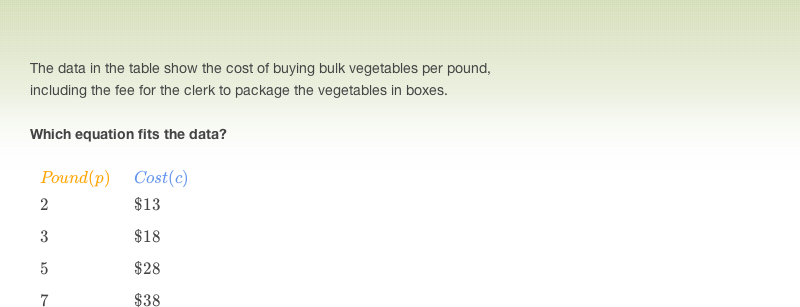 The data in the table show the cost of buying bulk vegetables per pound,
including the fee for the clerk to package the vegetables in boxes.
Which equation fits the data?
Pound(p) Cost(c)
2 $13
3 $18
5 $28
7 $38